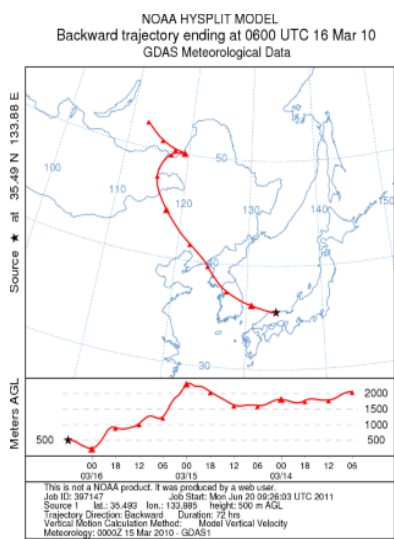 NOAA HYSPLIT MODEL
Backward trajectory ending at 0600 UTC 16 Mar 10
GDAS Meteorological Data
Source ★ at 35.49 N 133.88 E
100
110
120
130
140
150
50
40
30
Meters AGL
500
2000
1500
1000
500
00 18 12 06 00 18 12 06 00 18 12 06
03/16 03/15 03/14
This is not a NOAA product. It was produced by a web user.
Job ID: 397147 Job Start: Mon Jun 20 09:26:03 UTC 2011
Source 1 lat.: 35.493 lon.: 133.885 height: 500 m AGL
Trajectory Direction: Backward Duration: 72 hrs
Vertical Motion Calculation Method: Model Vertical Velocity
Meteorology: 0000Z 15 Mar 2010 - GDAS1